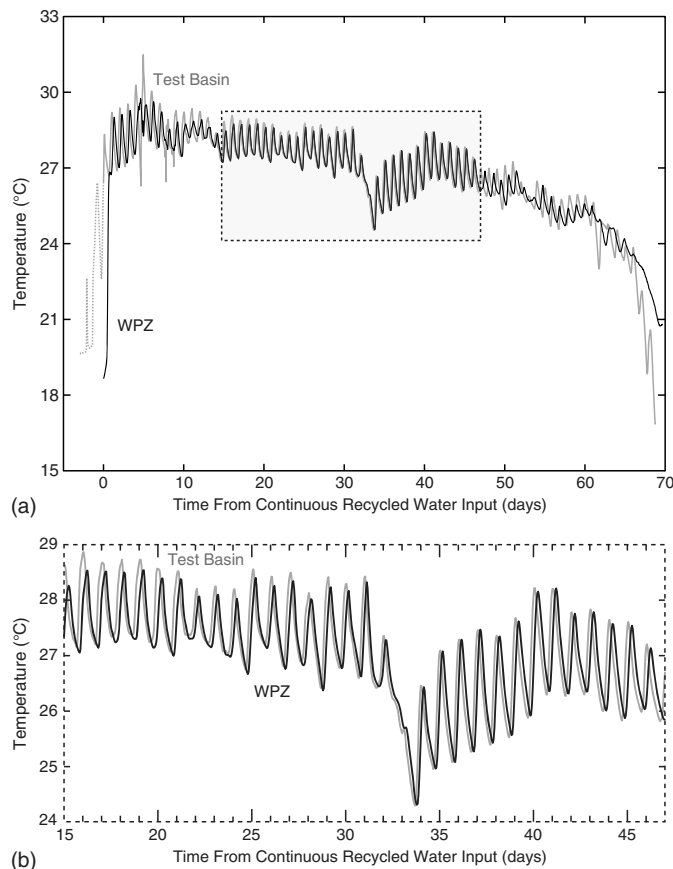 33
30
Test Basin
27
24
21
WPZ
18
15
Temperature (°C)
0 10 20 30 40 50 60 70
(a) Time From Continuous Recycled Water Input (days)
29
Test Basin
28
27
WPZ
26
25
24
Temperature (°C)
15 20 25 30 35 40 45
(b) Time From Continuous Recycled Water Input (days)